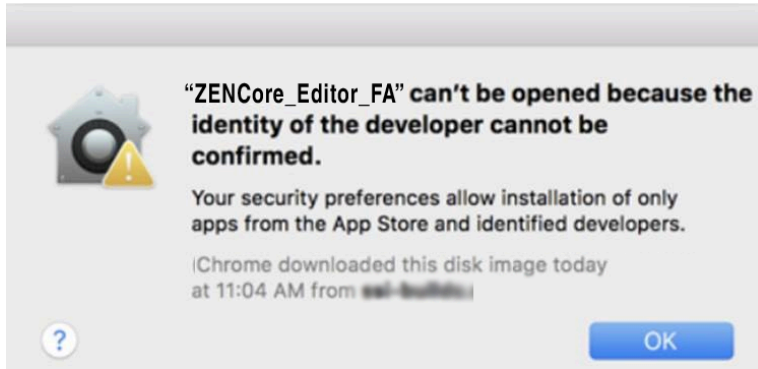 “ZENCore_Editor_FA” can’t be opened because the
identity of the developer cannot be
confirmed.
Your security preferences allow installation of only
apps from the App Store and identified developers.
Chrome downloaded this disk image today
at 11:04 AM from
?
OK